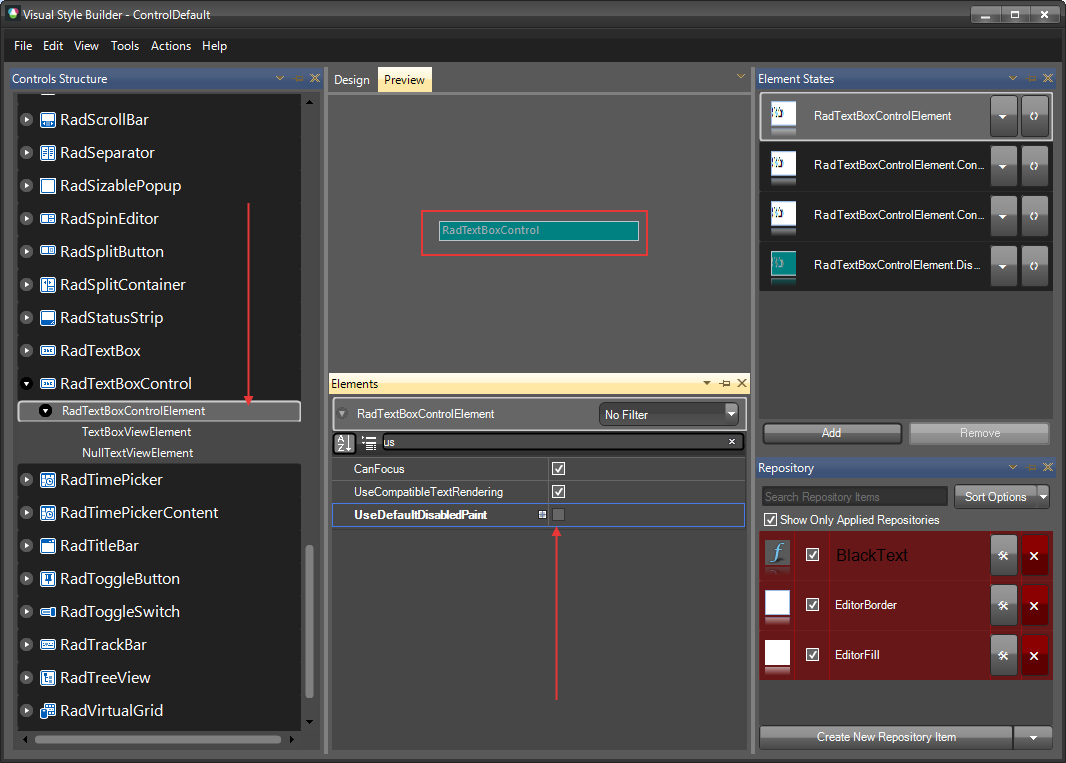 Visual Style Builder - ControlDefault
File Edit View Tools Actions Help
Controls Structure
RadScrollBar
RadSeparator
RadSizablePopup
RadSpinEditor
RadSplitButton
RadSplitContainer
RadStatusStrip
RadTextBox
RadTextBoxControl
RadTextBoxControlElement
TextBoxViewElement
NullTextViewElement
RadTimePicker
RadTimePickerContent
RadTitleBar
RadToggleButton
RadToggleSwitch
RadTrackBar
RadTreeView
RadVirtualGrid
Design Preview
RadTextBoxControl
Elements
RadTextBoxControlElement No Filter
us
CanFocus
UseCompatibleTextRendering
UseDefaultDisabledPaint
Element States
RadTextBoxControlElement
RadTextBoxControlElement.Con...
RadTextBoxControlElement.Con...
RadTextBoxControlElement.Dis...
Add Remove
Repository
Search Repository Items Sort Options
Show Only Applied Repositories
BlackText
EditorBorder
EditorFill
Create New Repository Item